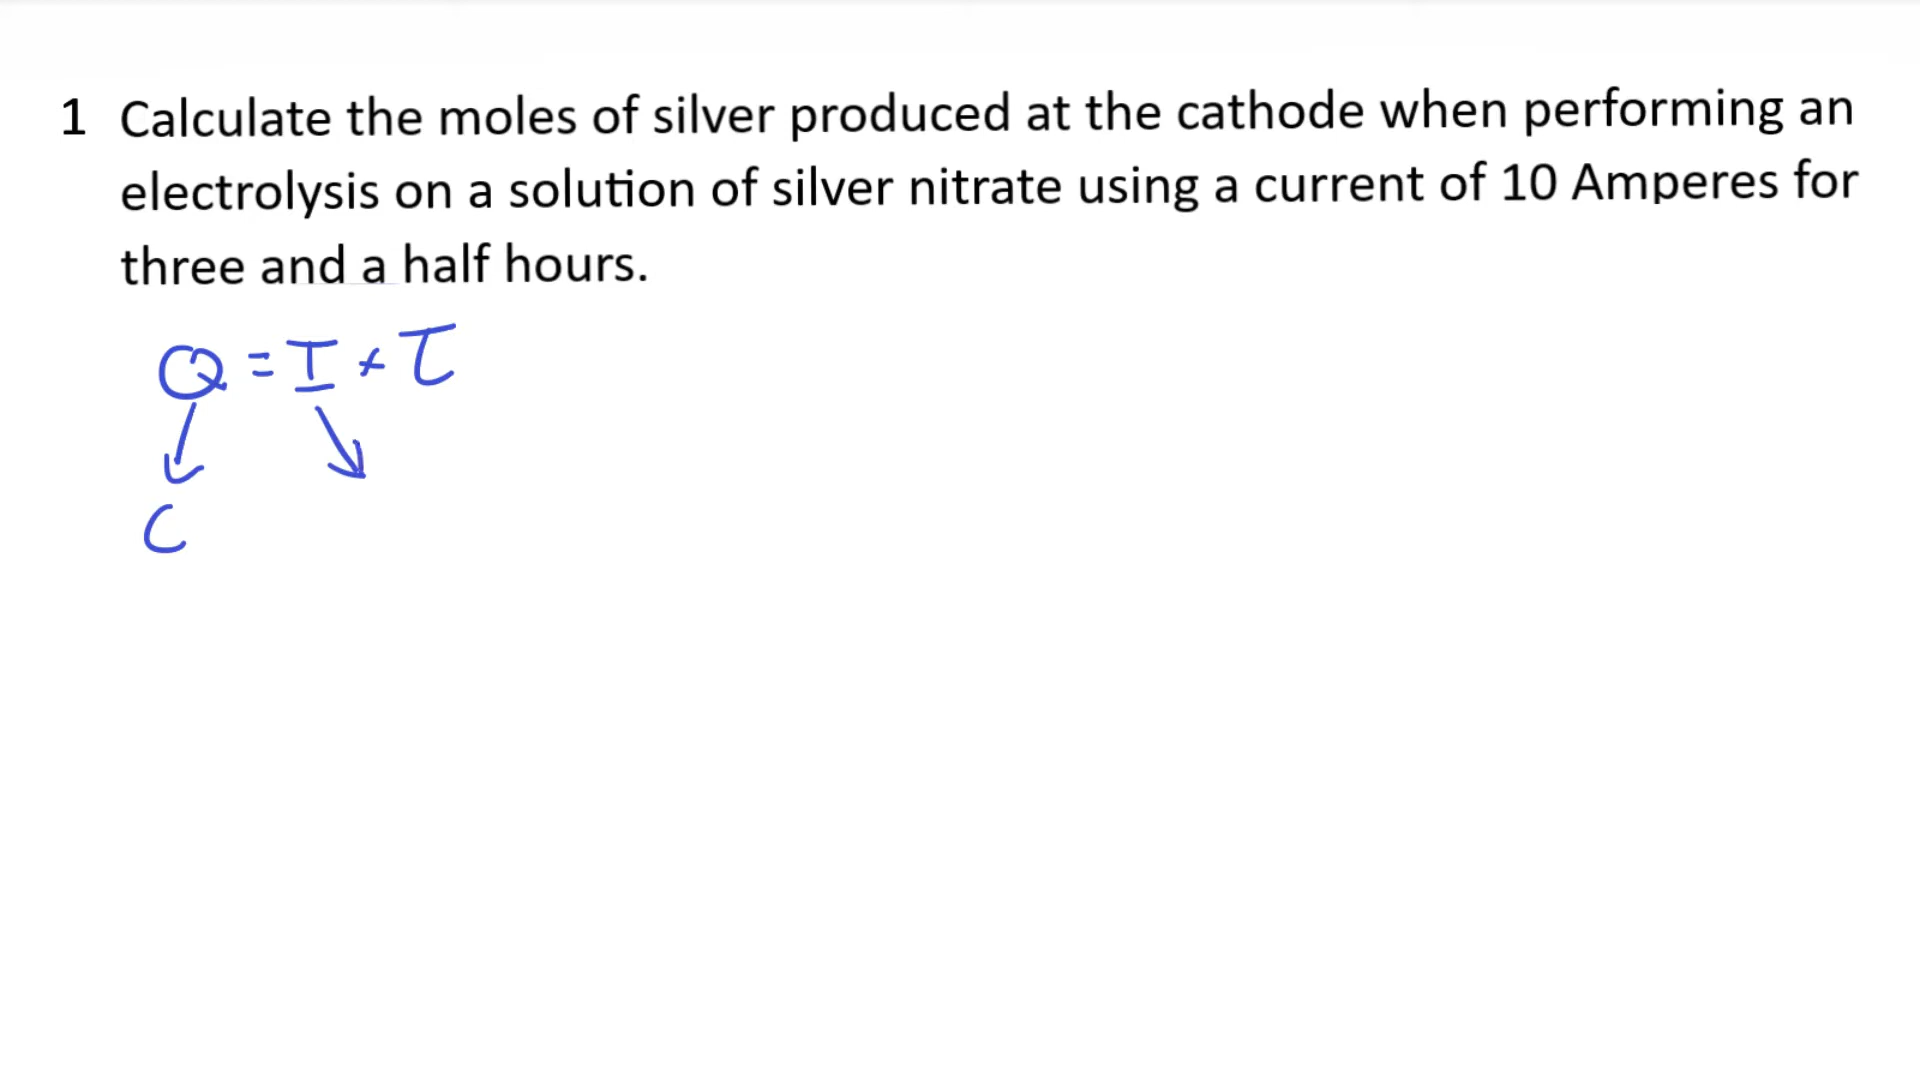 1 Calculate the moles of silver produced at the cathode when performing an
electrolysis on a solution of silver nitrate using a current of 10 Amperes for
three and a half hours.
Q = I × t
C